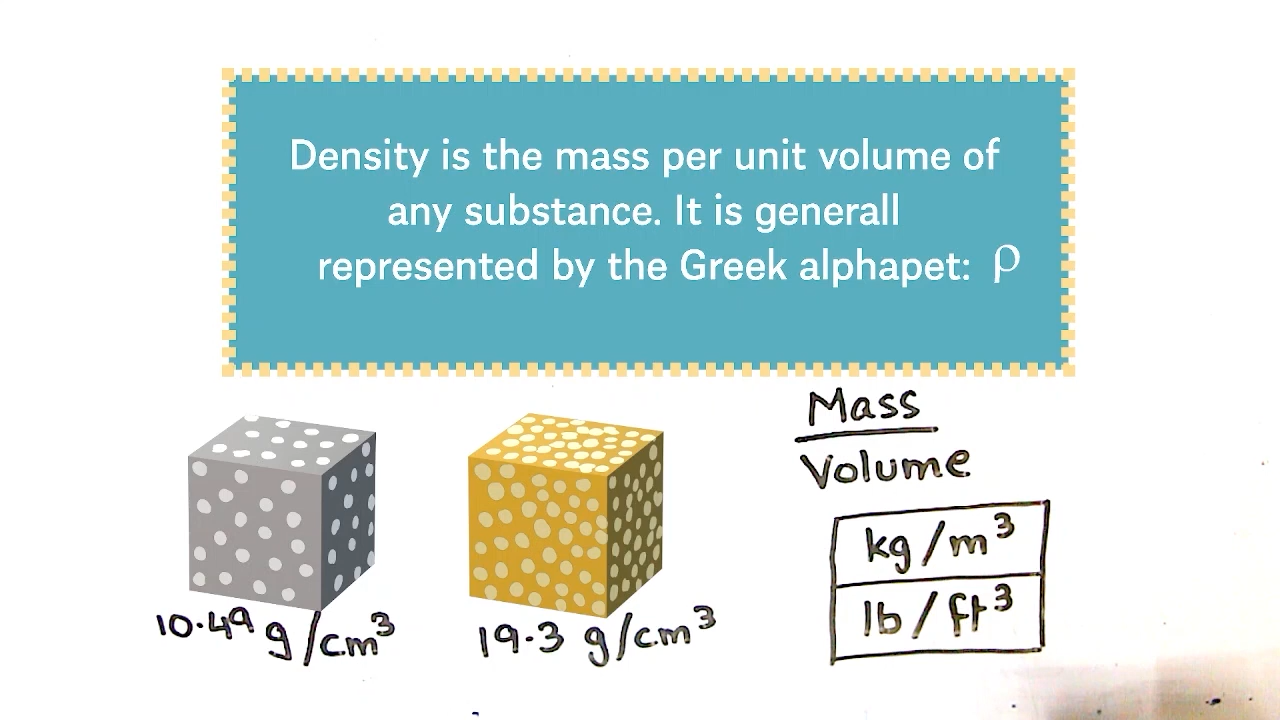 Density is the mass per unit volume of
any substance. It is generall
represented by the Greek alphapet: ρ
Mass
Volume
kg/m³
lb/ft³
10.49 g/cm³
19.3 g/cm³